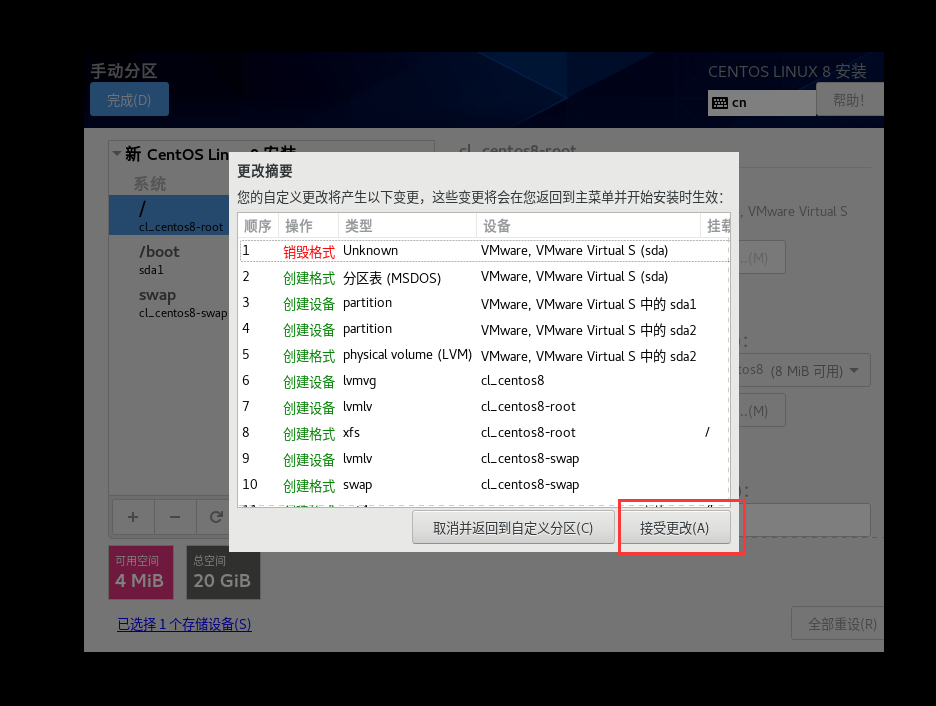 手动分区
CENTOS LINUX 8 安装
完成(D)
cn
帮助!
新 CentOS Lin
cl_centos8-root
系统
/
cl_centos8-root
/boot
sda1
swap
cl_centos8-swap
, VMware Virtual S
...(M)
(8 MiB 可用)
...(M)
更改摘要
您的自定义更改将产生以下变更，这些变更将会在您返回到主菜单并开始安装时生效：
顺序 操作 类型 设备 挂载
1 销毁格式 Unknown VMware, VMware Virtual S (sda)
2 创建格式 分区表 (MSDOS) VMware, VMware Virtual S (sda)
3 创建设备 partition VMware, VMware Virtual S 中的 sda1
4 创建设备 partition VMware, VMware Virtual S 中的 sda2
5 创建格式 physical volume (LVM) VMware, VMware Virtual S 中的 sda2
6 创建设备 lvmvg cl_centos8
7 创建设备 lvmlv cl_centos8-root
8 创建格式 xfs cl_centos8-root /
9 创建设备 lvmlv cl_centos8-swap
10 创建格式 swap cl_centos8-swap
取消并返回到自定义分区(C) 接受更改(A)
+ −
可用空间
4 MiB
总空间
20 GiB
已选择 1 个存储设备(S)
全部重设(R)